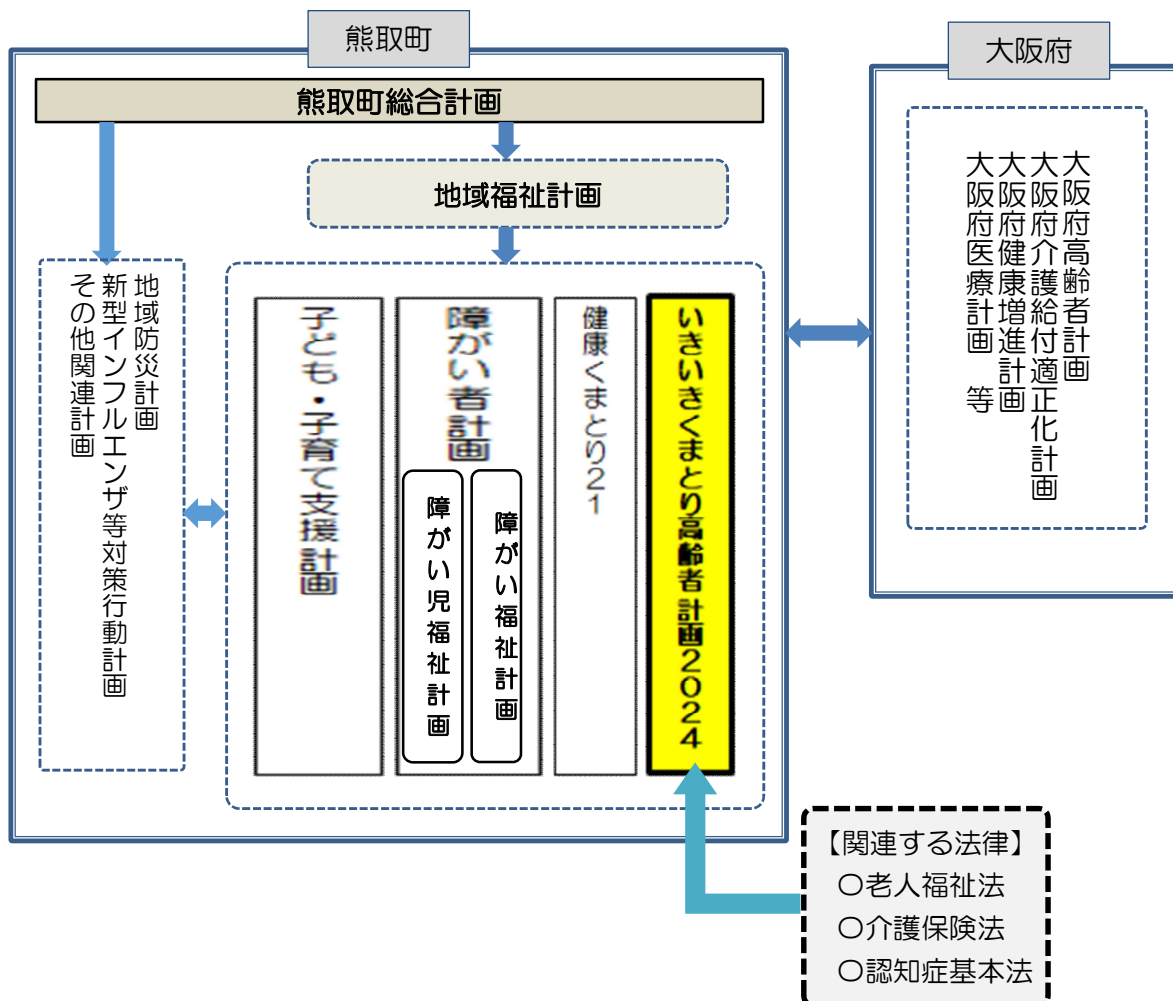 熊取町
熊取町総合計画
地域福祉計画
地域防災計画
新型インフルエンザ等対策行動計画
その他関連計画
いきいきくまとり高齢者計画2024
健康くまとり21
障がい者計画
障がい福祉計画
障がい児福祉計画
子ども・子育て支援計画
大阪府
大阪府高齢者計画
大阪府介護給付適正化計画
大阪府健康増進計画
大阪府医療計画 等
【関連する法律】
〇老人福祉法
〇介護保険法
〇認知症基本法